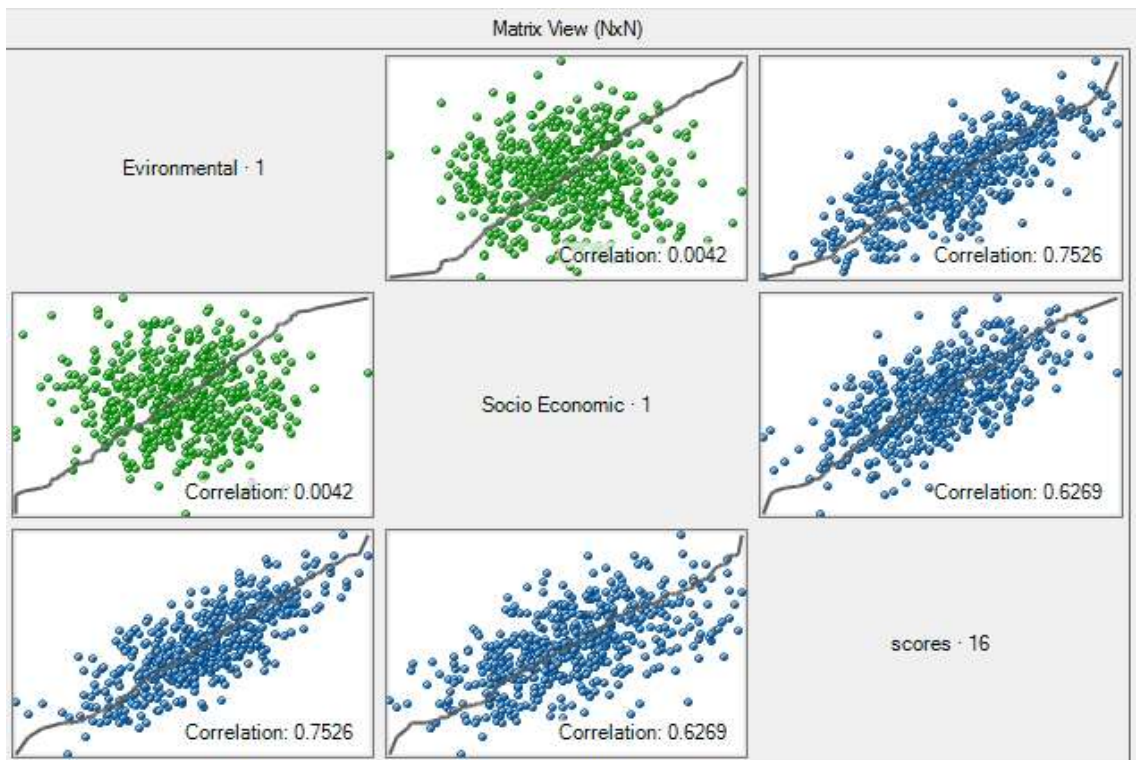 Matrix View (NxN)
Evironmental · 1
Correlation: 0.0042
Correlation: 0.7526
Correlation: 0.0042
Socio Economic · 1
Correlation: 0.6269
Correlation: 0.7526
Correlation: 0.6269
scores · 16